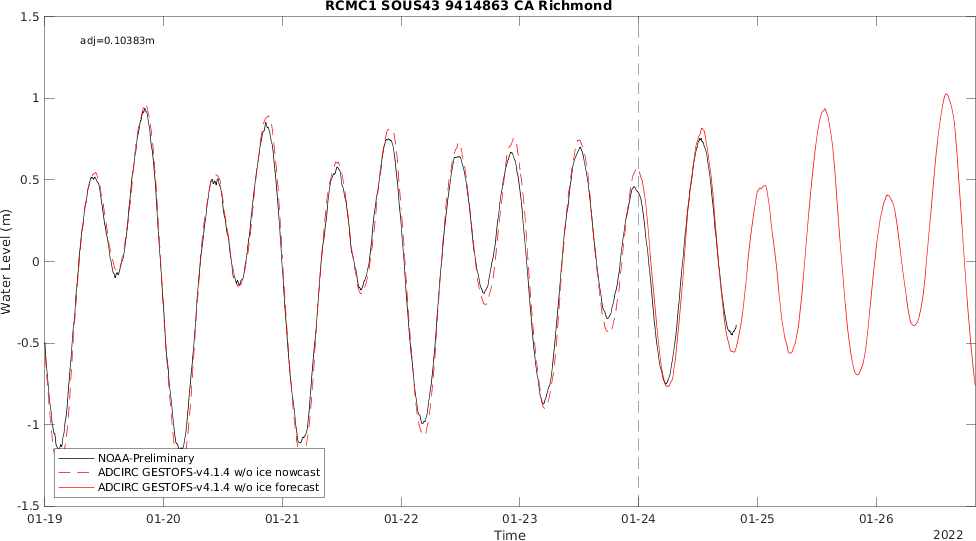 RCMC1 SOUS43 9414863 CA Richmond
adj=0.10383m
1.5
1
0.5
0
-0.5
-1
-1.5
Water Level (m)
NOAA-Preliminary
ADCIRC GESTOFS-v4.1.4 w/o ice nowcast
ADCIRC GESTOFS-v4.1.4 w/o ice forecast
01-19 01-20 01-21 01-22 01-23 01-24 01-25 01-26
Time
2022